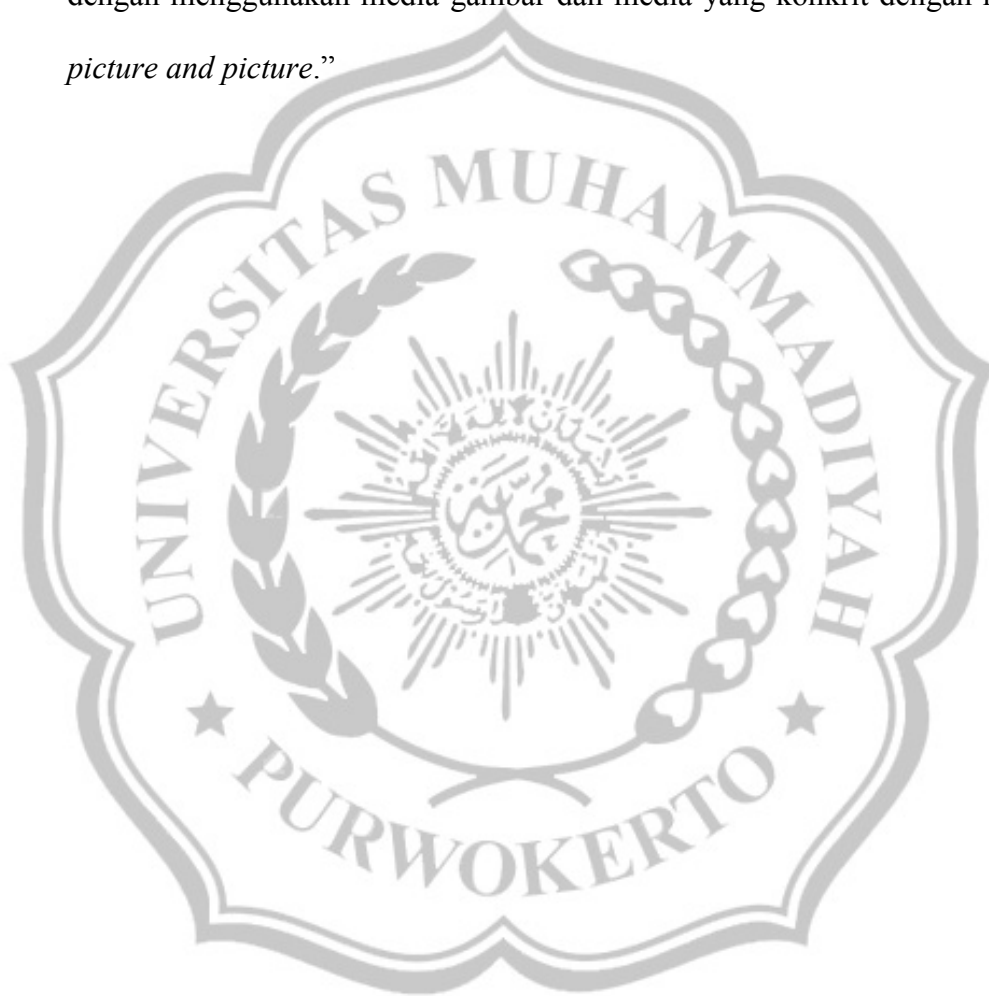 dengan menggunakan media gambar dan media yang konkrit dengan
picture and picture.”
UNIVERSITAS MUHAMMADIYAH
PURWOKERTO